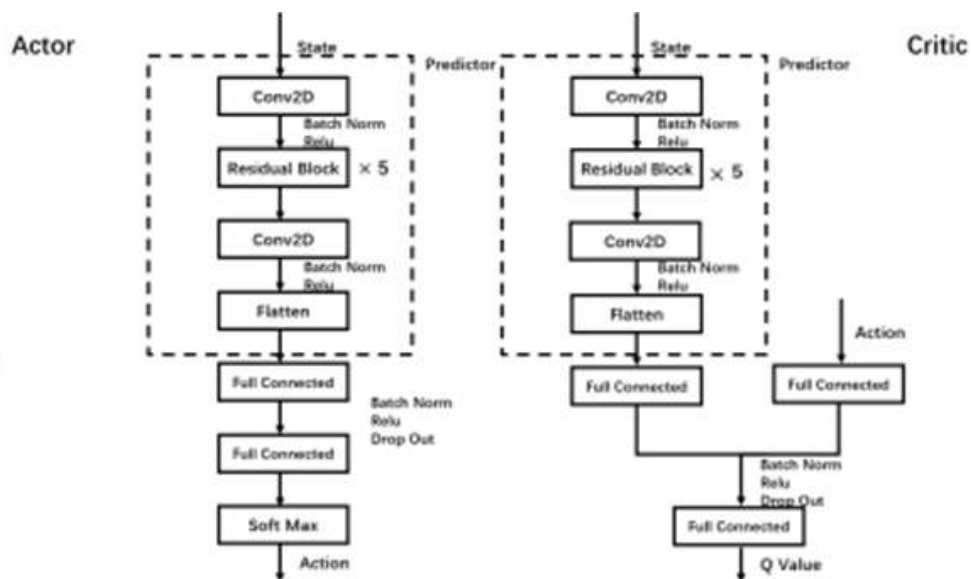 Actor
State
Predictor
Conv2D
Batch Norm
Relu
Residual Block × 5
Conv2D
Batch Norm
Relu
Flatten
Full Connected
Batch Norm
Relu
Drop Out
Full Connected
Soft Max
Action
Critic
State
Predictor
Conv2D
Batch Norm
Relu
Residual Block × 5
Conv2D
Batch Norm
Relu
Flatten
Full Connected
Action
Full Connected
Batch Norm
Relu
Drop Out
Full Connected
Q Value